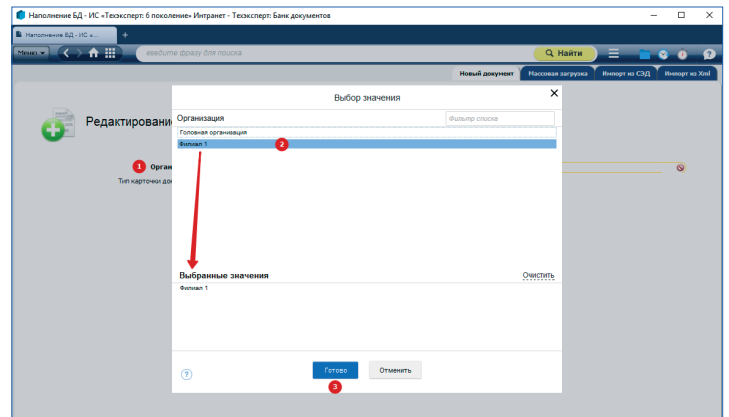 Наполнение БД - ИС «Техэксперт: 6 поколение» Интранет - Техэксперт: Банк документов
Наполнение БД - ИС «...
Меню
введите фразу для поиска
Найти
Новый документ
Массовая загрузка
Импорт из СЭД
Импорт из Xml
Выбор значения
Редактировани
Организация
Фильтр списка
Головная организация
Филиал 1
2
1
Орган
Тип карточки до
Выбранные значения
Очистить
Филиал 1
?
Готово
Отменить
3